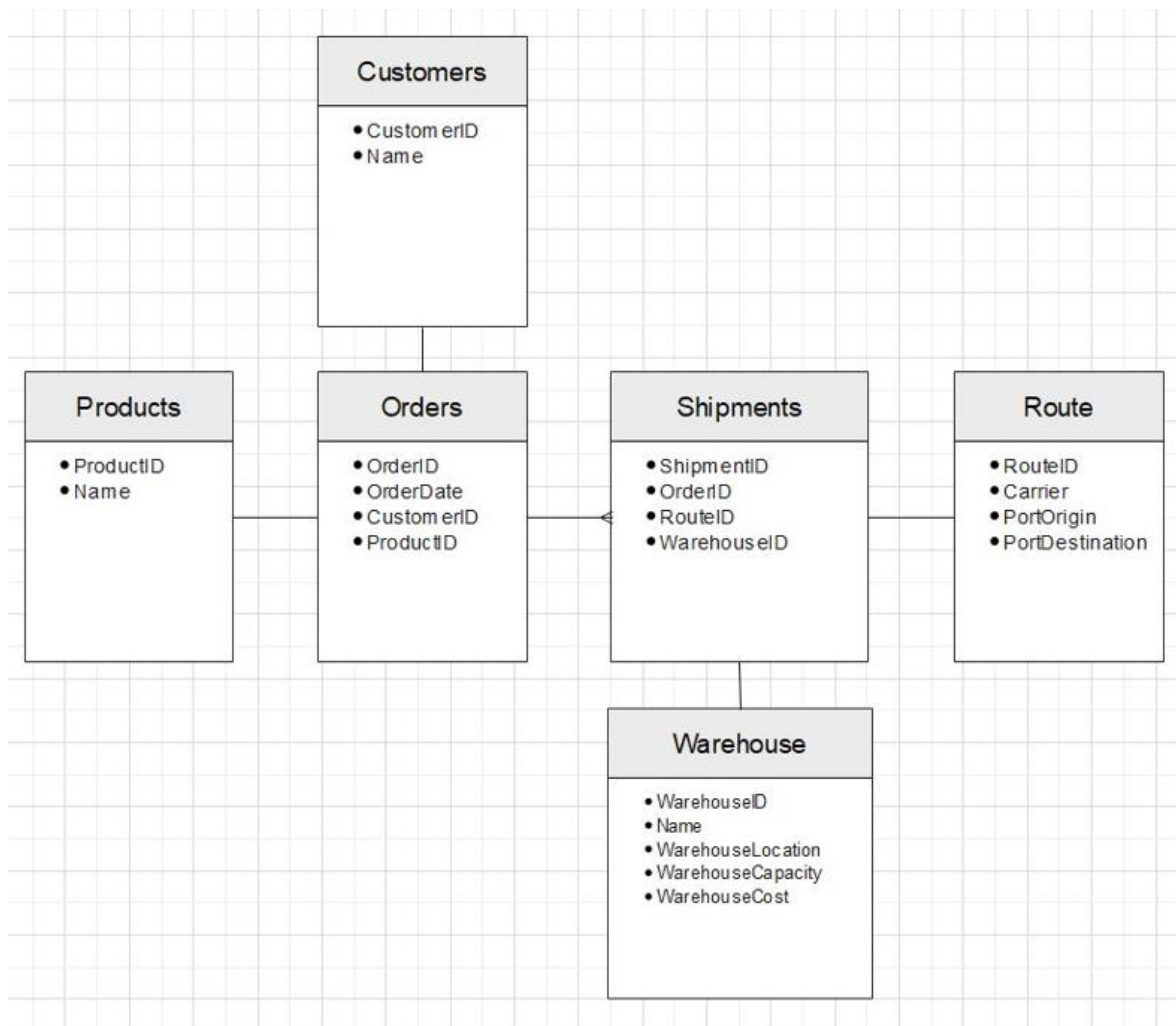 Customers
• CustomerID
• Name
Products
• ProductID
• Name
Orders
• OrderID
• OrderDate
• CustomerID
• ProductID
Shipments
• ShipmentID
• OrderID
• RouteID
• WarehouseID
Route
• RouteID
• Carrier
• PortOrigin
• PortDestination
Warehouse
• WarehouseID
• Name
• WarehouseLocation
• WarehouseCapacity
• WarehouseCost